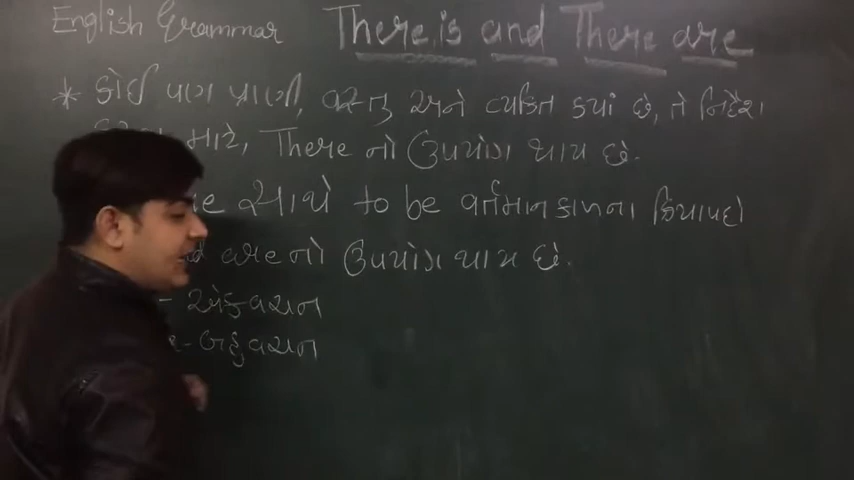 English Grammar There is and There are
* કોઈ પણ પ્રાણી, વસ્તુ અને વ્યક્તિ કયાં છે, તે નિર્દેશ
માટે, There નો ઉપયોગ થાય છે.
સાથે to be વર્તમાનકાળના ક્રિયાપદો
are નો ઉપયોગ થાય છે.
- એકવચન
- બહુવચન